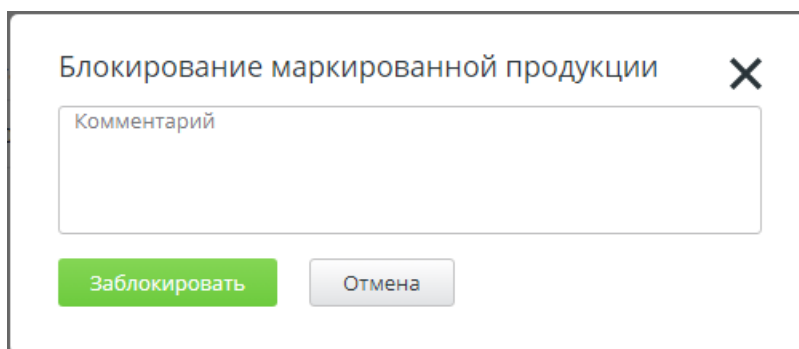 Блокирование маркированной продукции
Комментарий
Заблокировать
Отмена